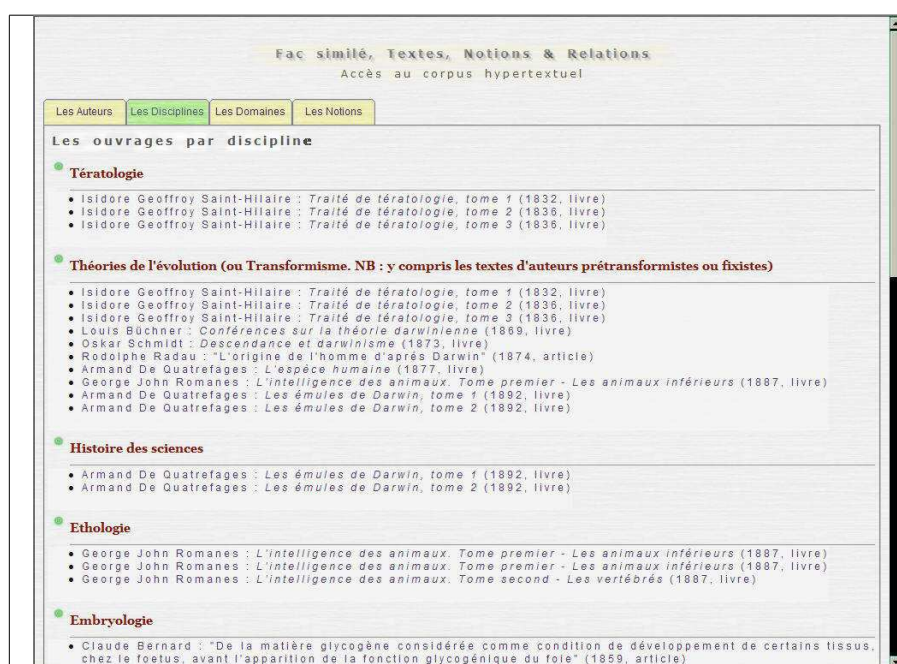 Fac similé, Textes, Notions & Relations
Accès au corpus hypertextuel
Les Auteurs Les Disciplines Les Domaines Les Notions
Les ouvrages par discipline
Tératologie
• Isidore Geoffroy Saint-Hilaire : Traité de tératologie, tome 1 (1832, livre)
• Isidore Geoffroy Saint-Hilaire : Traité de tératologie, tome 2 (1836, livre)
• Isidore Geoffroy Saint-Hilaire : Traité de tératologie, tome 3 (1836, livre)
Théories de l'évolution (ou Transformisme. NB : y compris les textes d'auteurs prétransformistes ou fixistes)
• Isidore Geoffroy Saint-Hilaire : Traité de tératologie, tome 1 (1832, livre)
• Isidore Geoffroy Saint-Hilaire : Traité de tératologie, tome 2 (1836, livre)
• Isidore Geoffroy Saint-Hilaire : Traité de tératologie, tome 3 (1836, livre)
• Louis Büchner : Conférences sur la théorie darwinienne (1869, livre)
• Oskar Schmidt : Descendance et darwinisme (1873, livre)
• Rodolphe Radau : "L'origine de l'homme d'aprés Darwin" (1874, article)
• Armand De Quatrefages : L'espèce humaine (1877, livre)
• George John Romanes : L'intelligence des animaux. Tome premier - Les animaux inférieurs (1887, livre)
• Armand De Quatrefages : Les émules de Darwin, tome 1 (1892, livre)
• Armand De Quatrefages : Les émules de Darwin, tome 2 (1892, livre)
Histoire des sciences
• Armand De Quatrefages : Les émules de Darwin, tome 1 (1892, livre)
• Armand De Quatrefages : Les émules de Darwin, tome 2 (1892, livre)
Ethologie
• George John Romanes : L'intelligence des animaux. Tome premier - Les animaux inférieurs (1887, livre)
• George John Romanes : L'intelligence des animaux. Tome premier - Les animaux inférieurs (1887, livre)
• George John Romanes : L'intelligence des animaux. Tome second - Les vertébrés (1887, livre)
Embryologie
• Claude Bernard : "De la matière glycogène considérée comme condition de développement de certains tissus,
chez le foetus, avant l'apparition de la fonction glycogénique du foie" (1859, article)